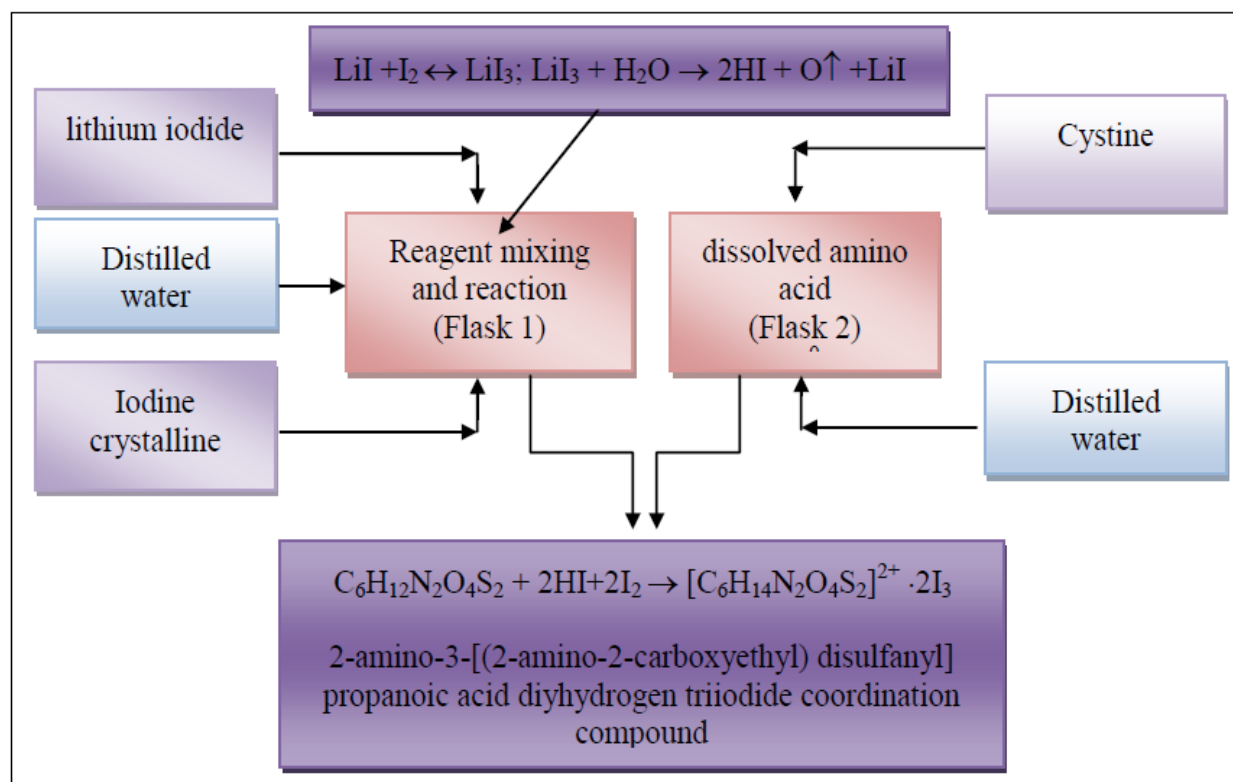 LiI +I₂ ↔ LiI₃; LiI₃ + H₂O → 2HI + O↑ +LiI
lithium iodide
Cystine
Distilled
water
Reagent mixing
and reaction
(Flask 1)
dissolved amino
acid
(Flask 2)
Iodine
crystalline
Distilled
water
C₆H₁₂N₂O₄S₂ + 2HI+2I₂ → [C₆H₁₄N₂O₄S₂]²⁺ ·2I₃
2-amino-3-[(2-amino-2-carboxyethyl) disulfanyl]
propanoic acid diyhydrogen triiodide coordination
compound